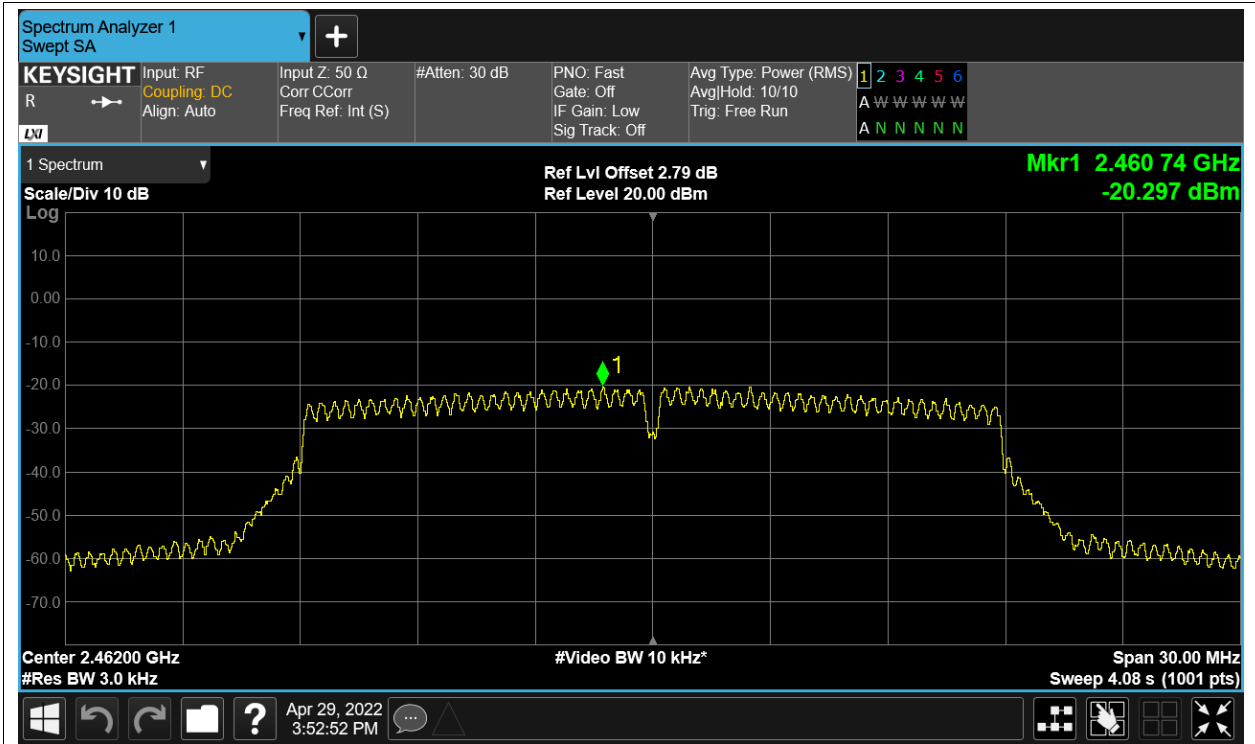 Spectrum Analyzer 1
Swept SA
KEYSIGHT
R
LXI
Input: RF
Coupling: DC
Align: Auto
Input Z: 50 Ω
Corr CCorr
Freq Ref: Int (S)
#Atten: 30 dB
PNO: Fast
Gate: Off
IF Gain: Low
Sig Track: Off
Avg Type: Power (RMS)
Avg|Hold: 10/10
Trig: Free Run
1 2 3 4 5 6
A W W W W W
A N N N N N
1 Spectrum
Scale/Div 10 dB
Log
Ref Lvl Offset 2.79 dB
Ref Level 20.00 dBm
Mkr1 2.460 74 GHz
-20.297 dBm
10.0
0.00
-10.0
-20.0
-30.0
-40.0
-50.0
-60.0
-70.0
1
Center 2.46200 GHz
#Res BW 3.0 kHz
#Video BW 10 kHz*
Span 30.00 MHz
Sweep 4.08 s (1001 pts)
?
Apr 29, 2022
3:52:52 PM